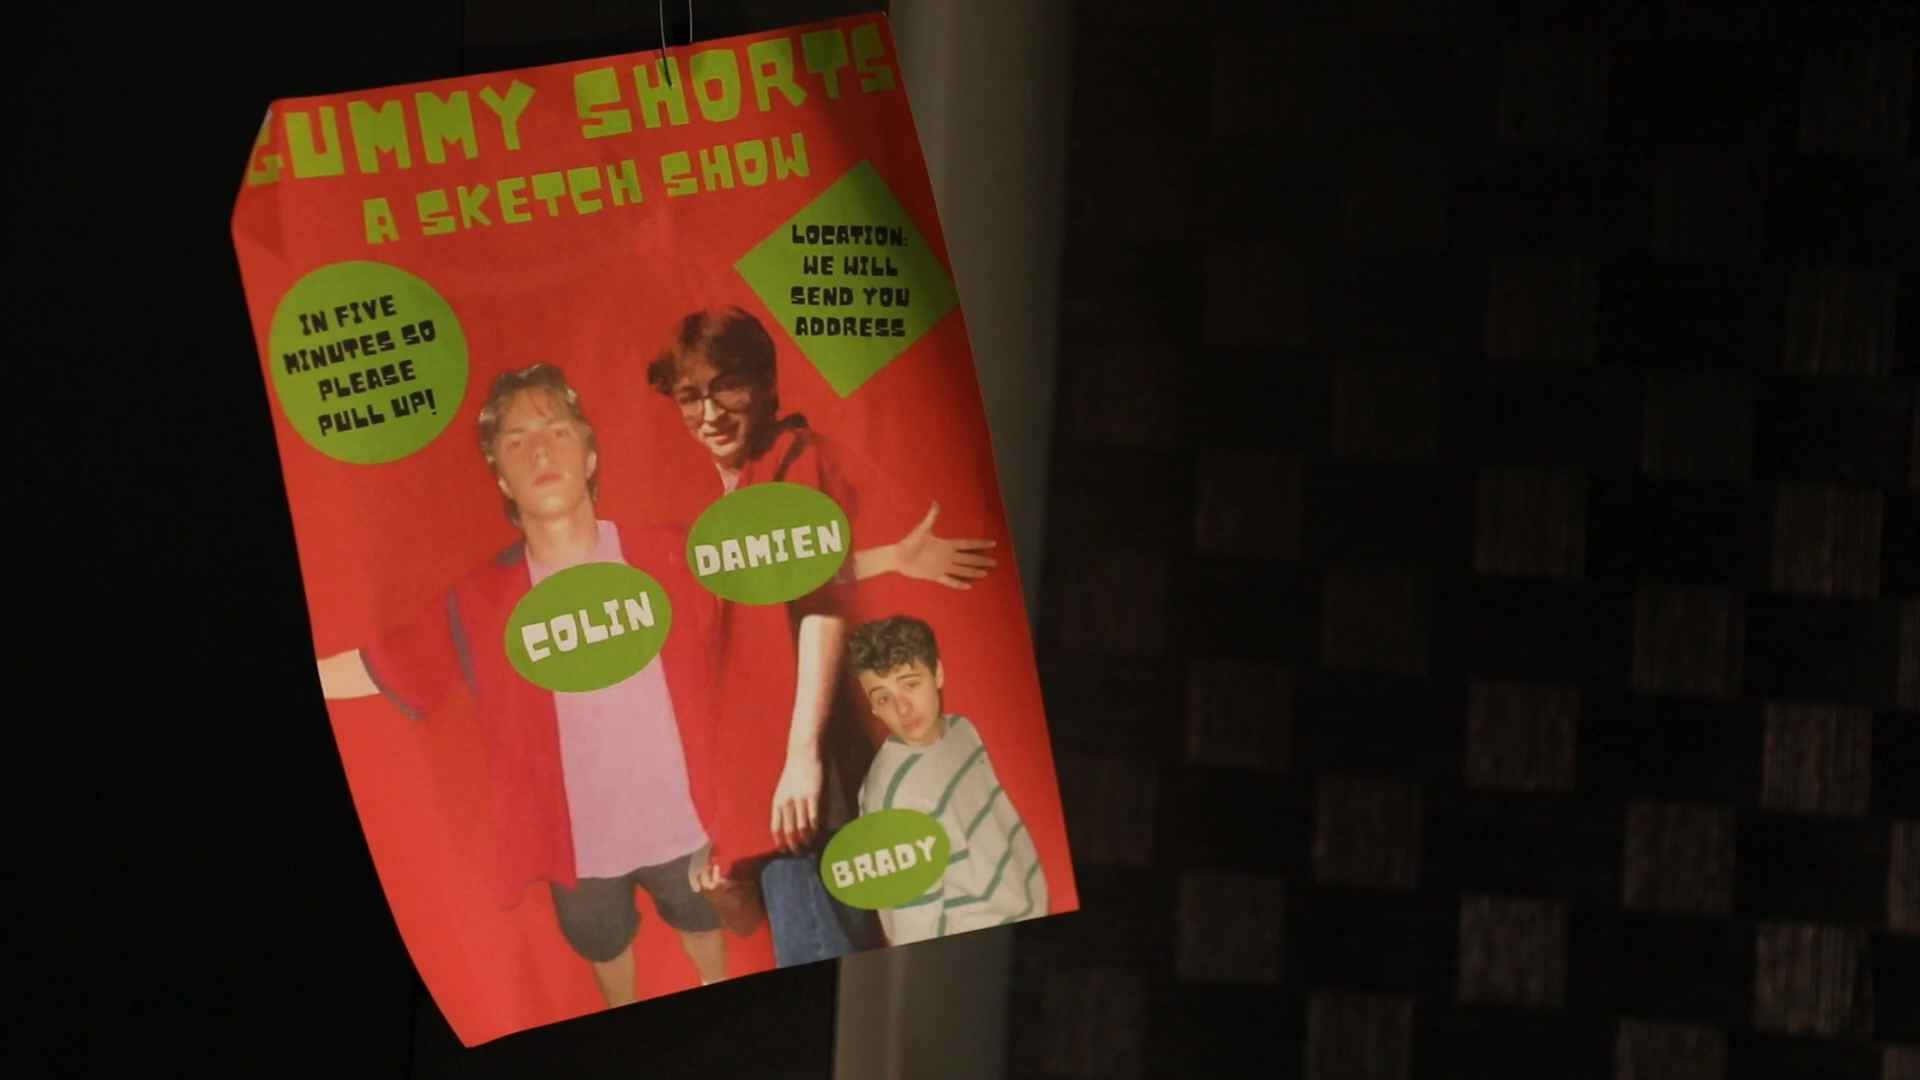 GUMMY SHORTS
A SKETCH SHOW
LOCATION:
WE WILL
SEND YOU
ADDRESS
IN FIVE
MINUTES SO
PLEASE
PULL UP!
DAMIEN
COLIN
BRADY